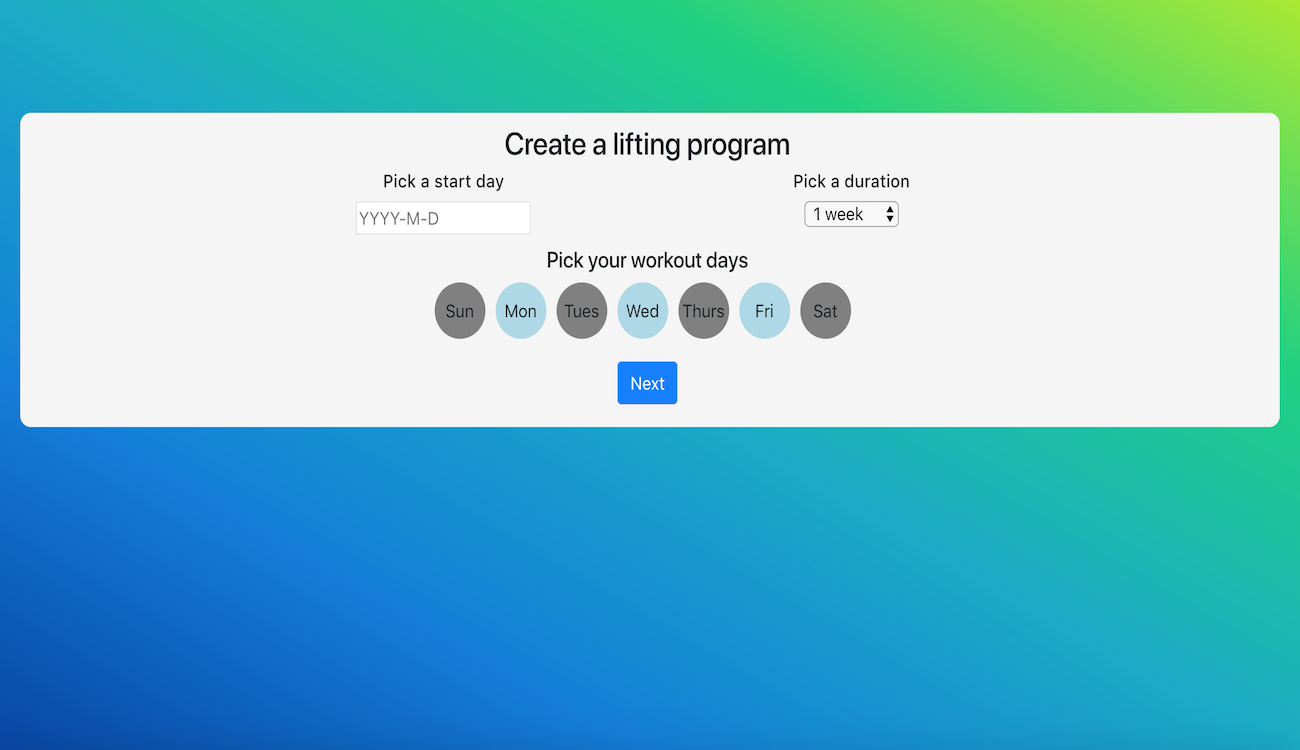 Create a lifting program
Pick a start day
Pick a duration
YYYY-M-D
1 week
Pick your workout days
Sun Mon Tues Wed Thurs Fri Sat
Next